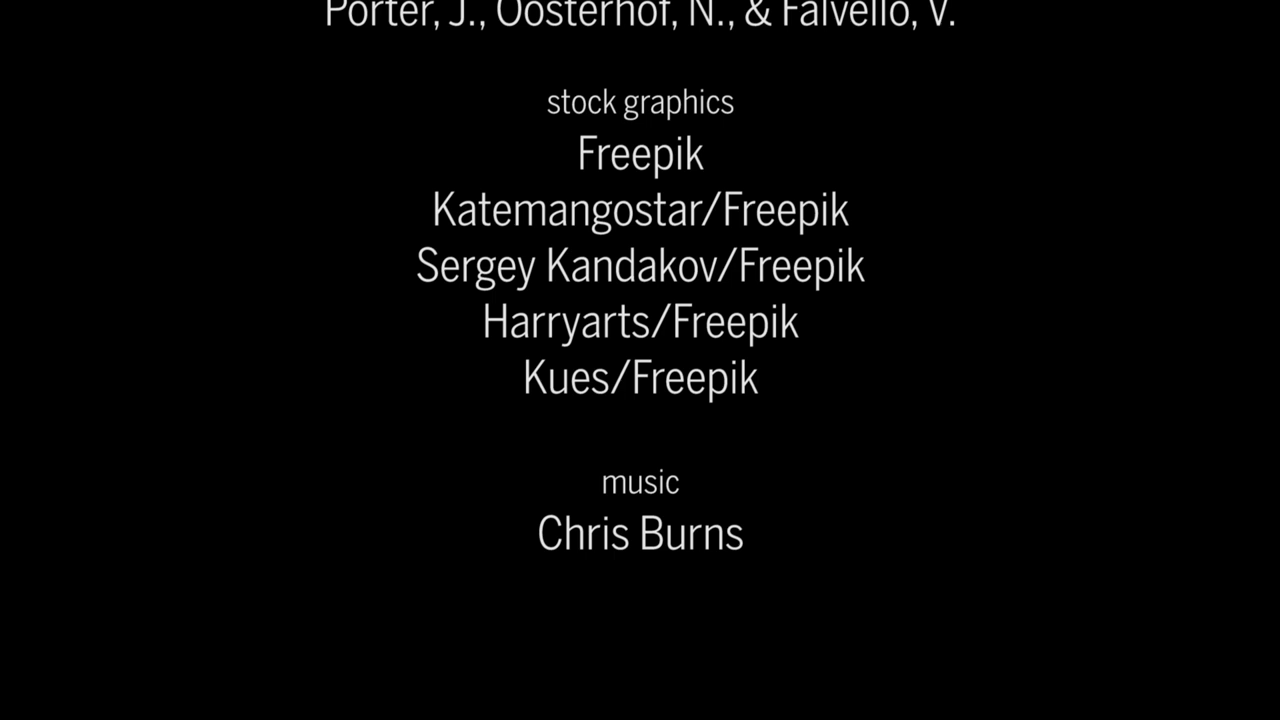 Porter, J., Oosterhof, N., & Falvello, V.
stock graphics
Freepik
Katemangostar/Freepik
Sergey Kandakov/Freepik
Harryarts/Freepik
Kues/Freepik
music
Chris Burns